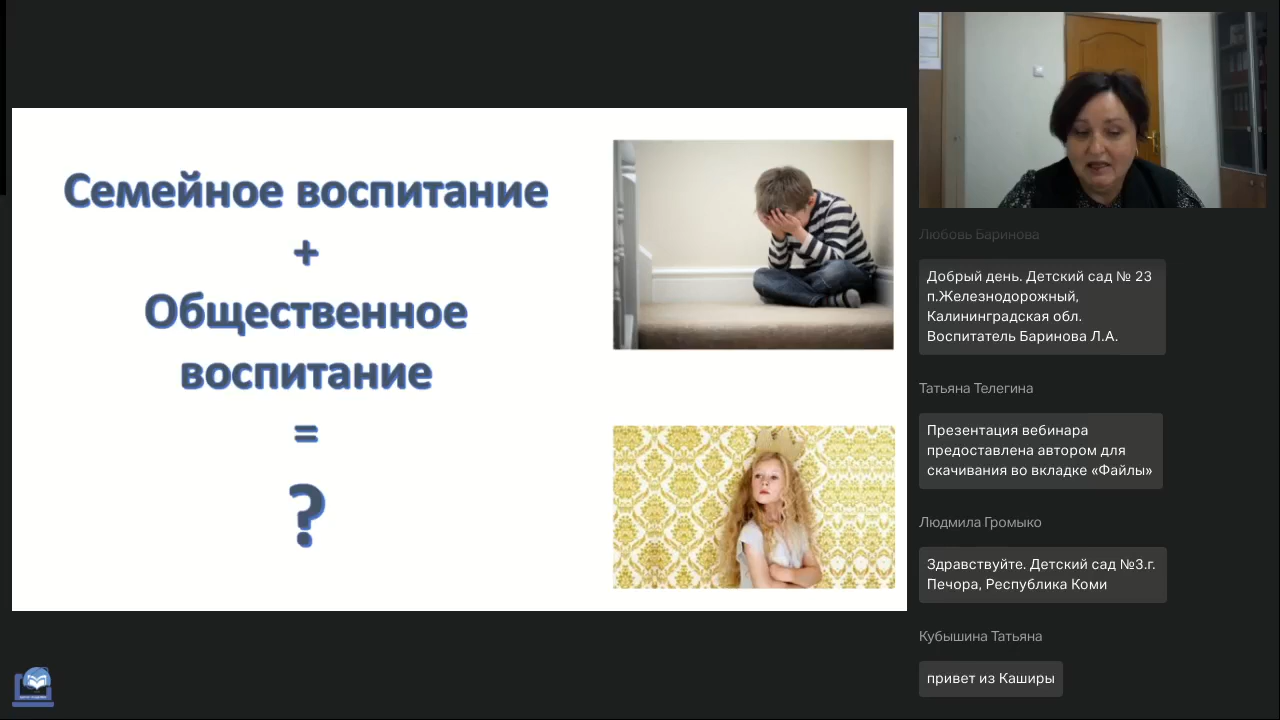 Семейное воспитание
+
Общественное
воспитание
=
?
Любовь Баринова
Добрый день. Детский сад № 23
п.Железнодорожный,
Калининградская обл.
Воспитатель Баринова Л.А.
Татьяна Телегина
Презентация вебинара
предоставлена автором для
скачивания во вкладке «Файлы»
Людмила Громыко
Здравствуйте. Детский сад №3.г.
Печора, Республика Коми
Кубышина Татьяна
привет из Каширы